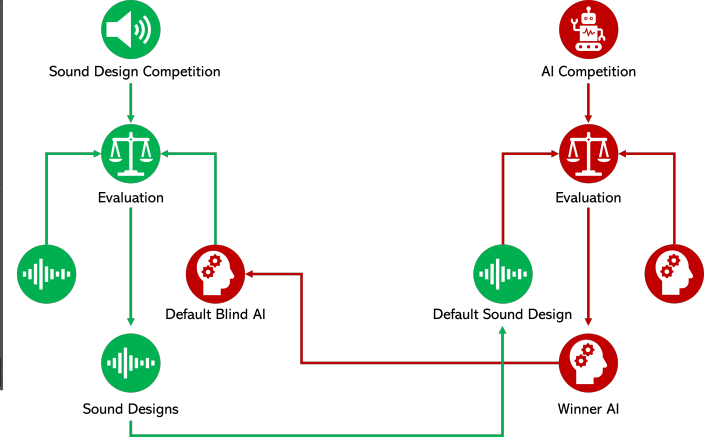 Sound Design Competition
AI Competition
Evaluation
Evaluation
Default Blind AI
Default Sound Design
Sound Designs
Winner AI